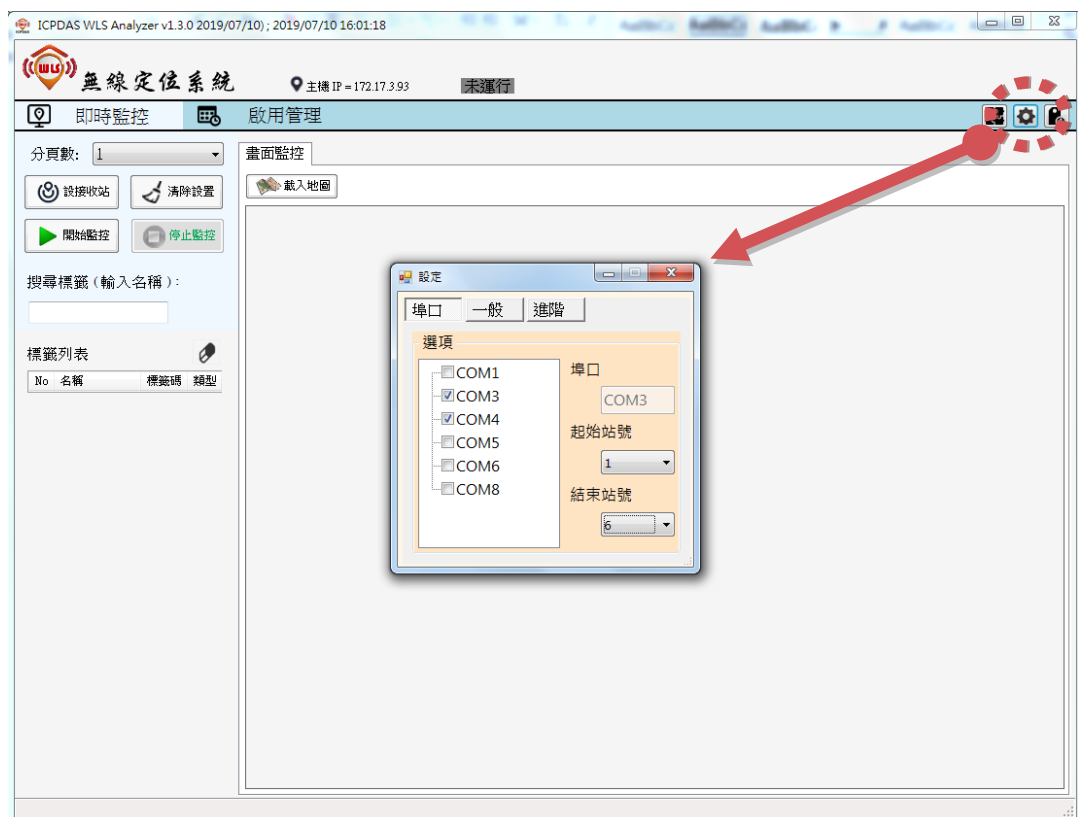 ICPDAS WLS Analyzer v1.3.0 2019/07/10) ; 2019/07/10 16:01:18
WLS
無線定位系統
主機 IP = 172.17.3.93
未運行
即時監控
啟用管理
分頁數: 1
設接收站 清除設置
開始監控 停止監控
搜尋標籤 ( 輸入名稱 ) :
標籤列表
No 名稱 標籤碼 類型
畫面監控
載入地圖
設定
埠口 一般 進階
選項
COM1
COM3
COM4
COM5
COM6
COM8
埠口
COM3
起始站號
1
結束站號
6